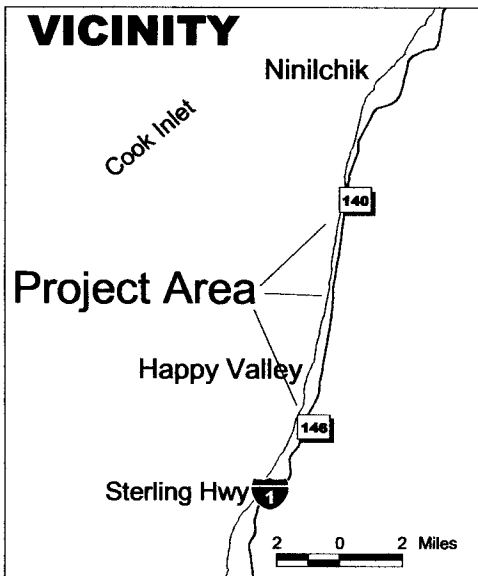 VICINITY
Ninilchik
Cook Inlet
140
Project Area
Happy Valley
146
Sterling Hwy
1
2 0 2 Miles